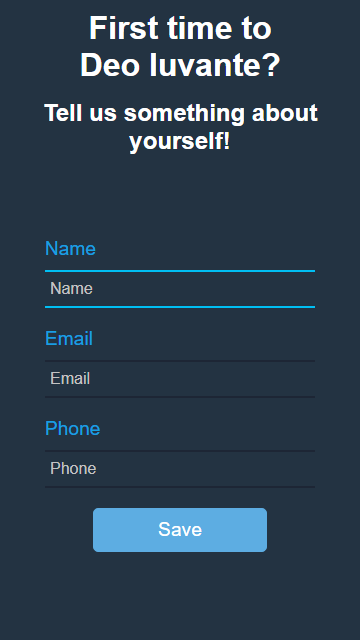 First time to
Deo Iuvante?
Tell us something about
yourself!
Name
Name
Email
Email
Phone
Phone
Save